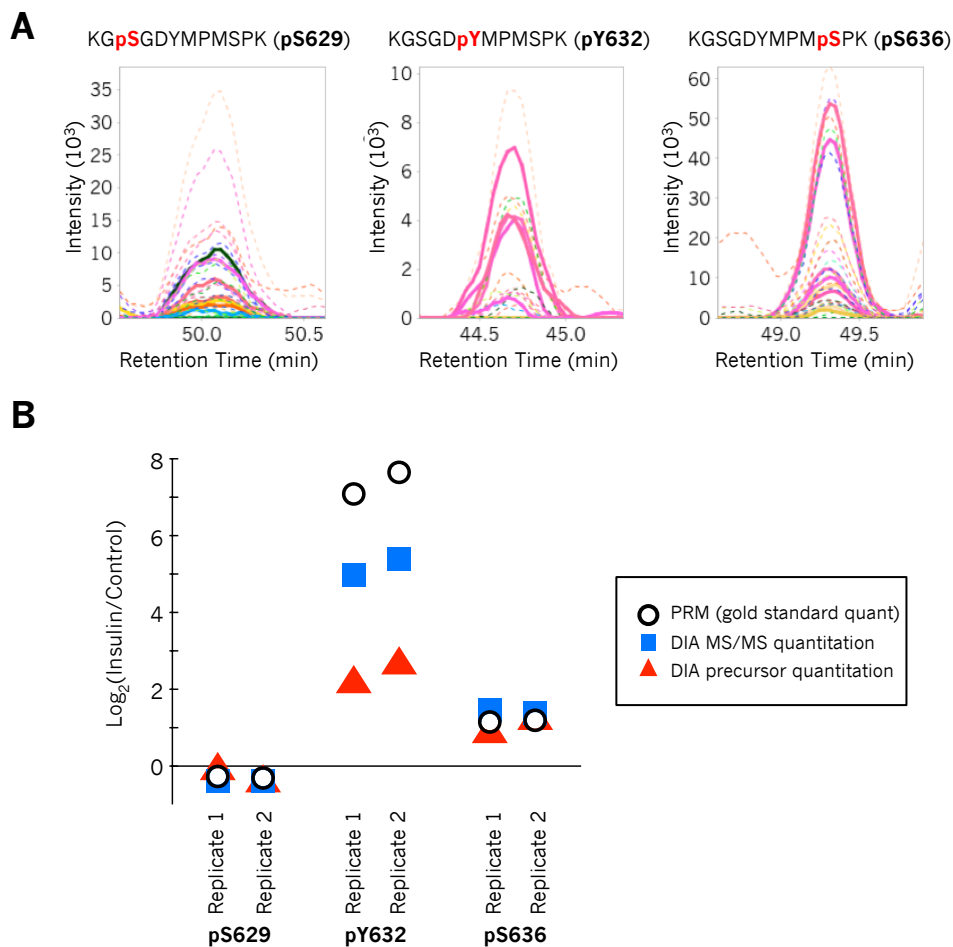 A
KGpSGDYMPMSPK (pS629)
KGSGDpYMPMSPK (pY632)
KGSGDYMPMpSPK (pS636)
Intensity (10³)
35
30
25
20
15
10
5
0
50.0
50.5
Retention Time (min)
Intensity (10³)
10
8
6
4
2
0
44.5
45.0
Retention Time (min)
Intensity (10³)
60
50
40
30
20
10
0
49.0
49.5
Retention Time (min)
B
Log₂(Insulin/Control)
8
6
4
2
0
PRM (gold standard quant)
DIA MS/MS quantitation
DIA precursor quantitation
Replicate 1
Replicate 2
Replicate 1
Replicate 2
Replicate 1
Replicate 2
pS629
pY632
pS636